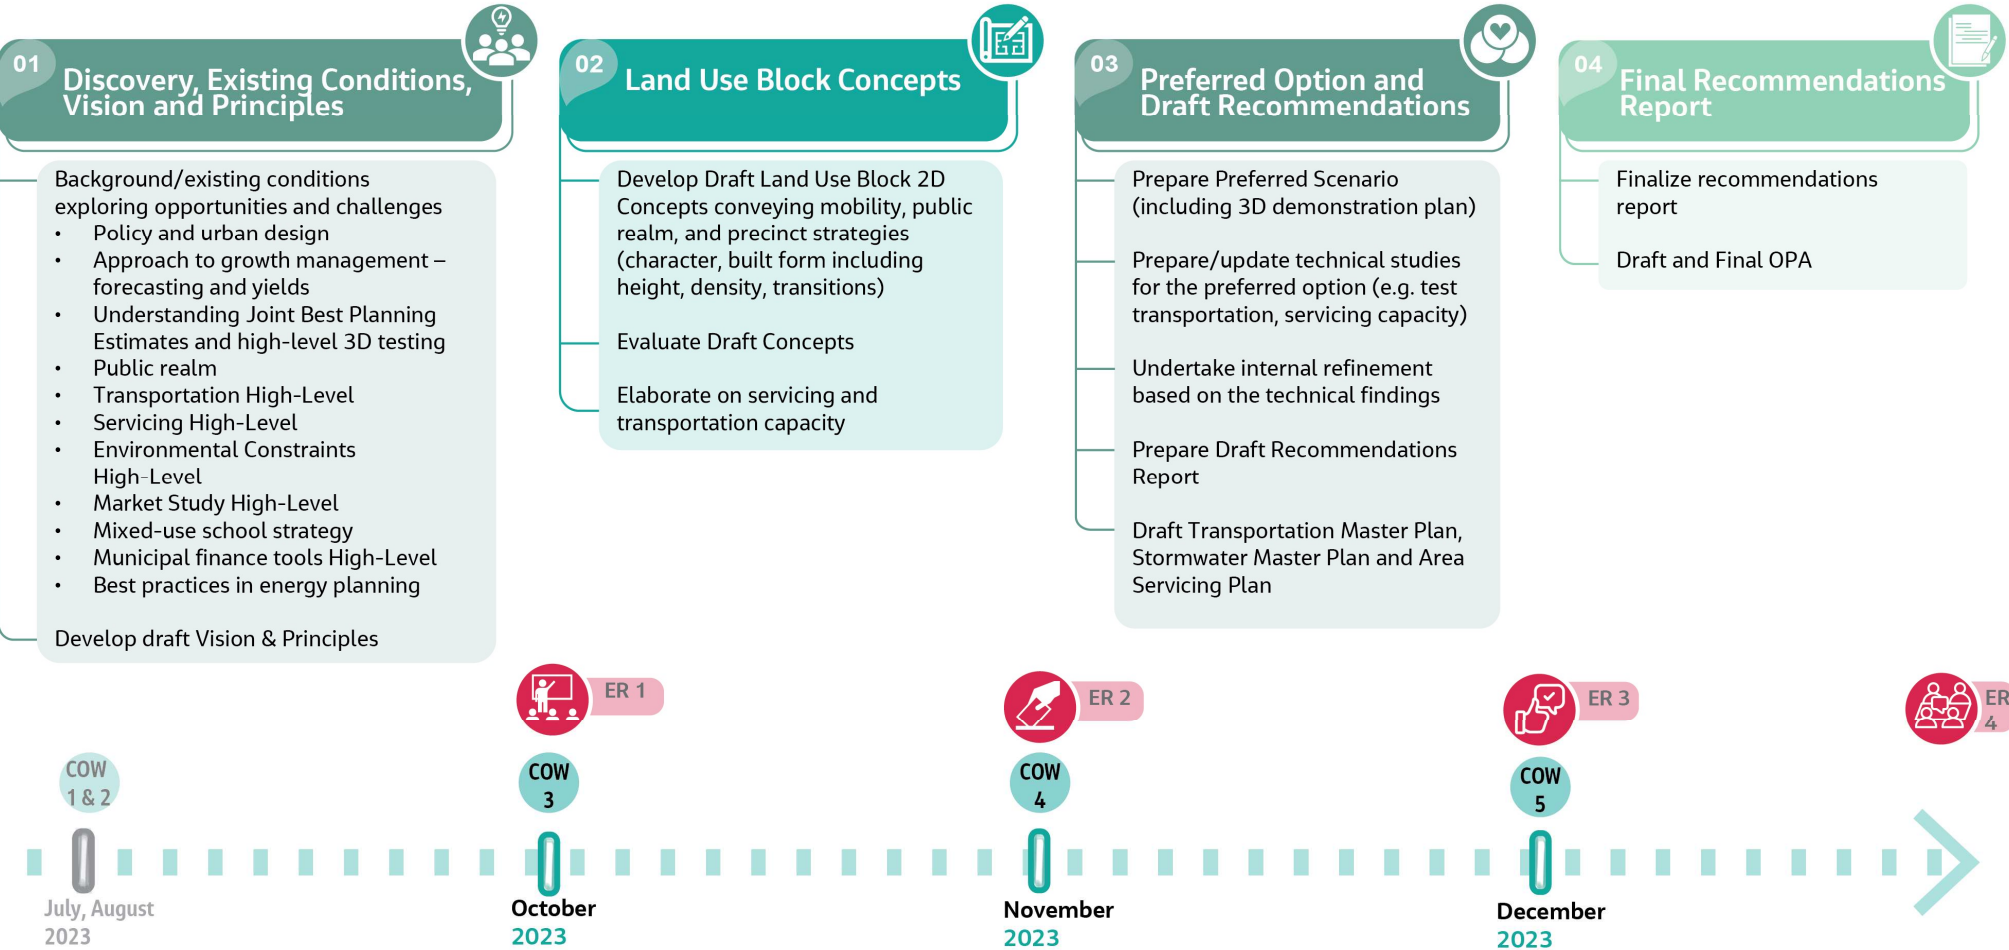 01
Discovery, Existing Conditions,
Vision and Principles
Background/existing conditions
exploring opportunities and challenges
• Policy and urban design
• Approach to growth management –
forecasting and yields
• Understanding Joint Best Planning
Estimates and high-level 3D testing
• Public realm
• Transportation High-Level
• Servicing High-Level
• Environmental Constraints
High-Level
• Market Study High-Level
• Mixed-use school strategy
• Municipal finance tools High-Level
• Best practices in energy planning
Develop draft Vision & Principles
02
Land Use Block Concepts
Develop Draft Land Use Block 2D
Concepts conveying mobility, public
realm, and precinct strategies
(character, built form including
height, density, transitions)
Evaluate Draft Concepts
Elaborate on servicing and
transportation capacity
03
Preferred Option and
Draft Recommendations
Prepare Preferred Scenario
(including 3D demonstration plan)
Prepare/update technical studies
for the preferred option (e.g. test
transportation, servicing capacity)
Undertake internal refinement
based on the technical findings
Prepare Draft Recommendations
Report
Draft Transportation Master Plan,
Stormwater Master Plan and Area
Servicing Plan
04
Final Recommendations
Report
Finalize recommendations
report
Draft and Final OPA
ER 1
ER 2
ER 3
ER
4
COW
1 & 2
COW
3
COW
4
COW
5
July, August
2023
October
2023
November
2023
December
2023